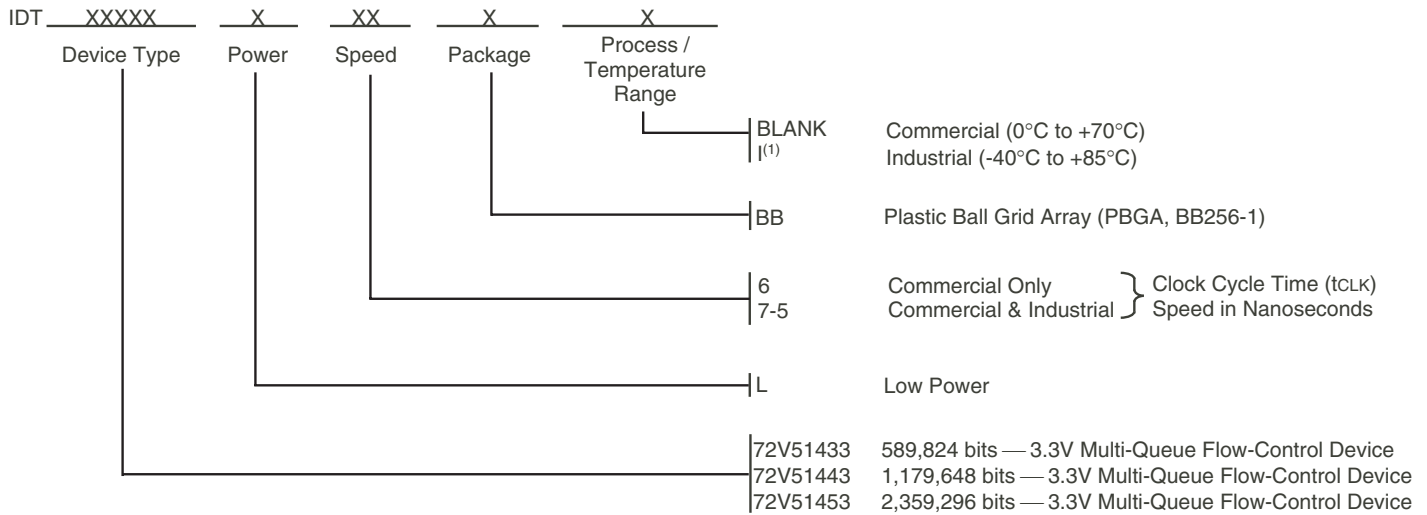 IDT XXXXX X XX X X
Device Type Power Speed Package Process /
Temperature
Range
BLANK Commercial (0°C to +70°C)
I(1) Industrial (-40°C to +85°C)
BB Plastic Ball Grid Array (PBGA, BB256-1)
6 Commercial Only Clock Cycle Time (tCLK)
7-5 Commercial & Industrial Speed in Nanoseconds
L Low Power
72V51433 589,824 bits — 3.3V Multi-Queue Flow-Control Device
72V51443 1,179,648 bits — 3.3V Multi-Queue Flow-Control Device
72V51453 2,359,296 bits — 3.3V Multi-Queue Flow-Control Device